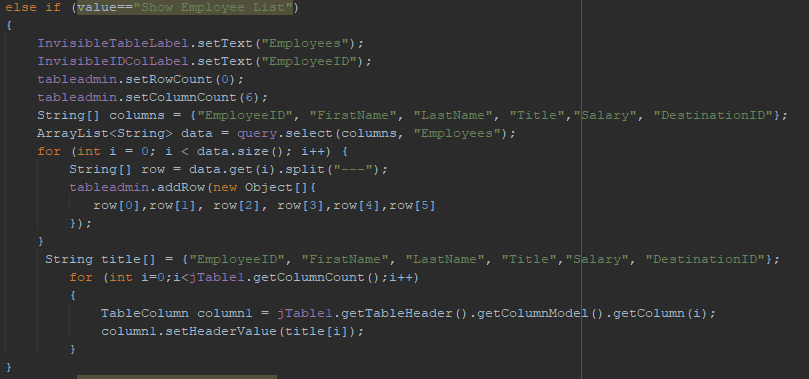 else if (value=="Show Employee List")
{
InvisibleTableLabel.setText("Employees");
InvisibleIDColLabel.setText("EmployeeID");
tableadmin.setRowCount(0);
tableadmin.setColumnCount(6);
String[] columns = {"EmployeeID", "FirstName", "LastName", "Title","Salary", "DestinationID"};
ArrayList<String> data = query.select(columns, "Employees");
for (int i = 0; i < data.size(); i++) {
String[] row = data.get(i).split("---");
tableadmin.addRow(new Object[]{
row[0],row[1], row[2], row[3],row[4],row[5]
});
}
String title[] = {"EmployeeID", "FirstName", "LastName", "Title","Salary", "DestinationID"};
for (int i=0;i<jTable1.getColumnCount();i++)
{
TableColumn column1 = jTable1.getTableHeader().getColumnModel().getColumn(i);
column1.setHeaderValue(title[i]);
}
}